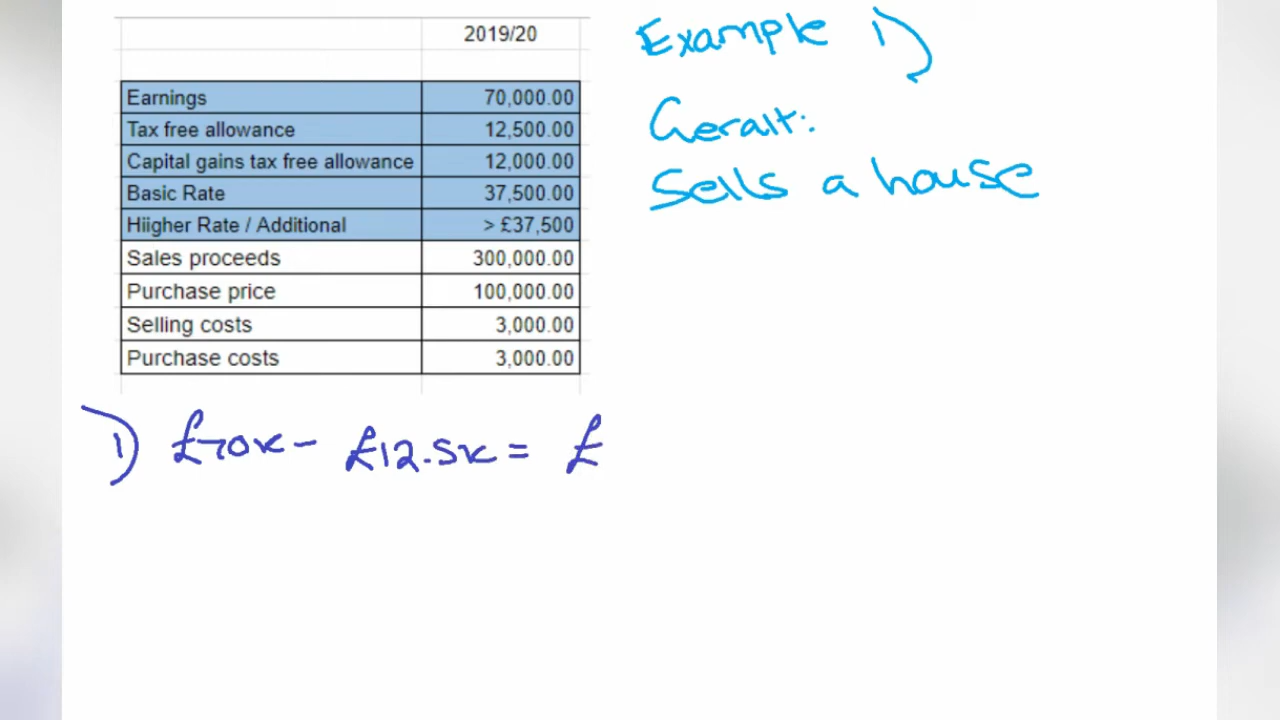 2019/20
Earnings 70,000.00
Tax free allowance 12,500.00
Capital gains tax free allowance 12,000.00
Basic Rate 37,500.00
Hiigher Rate / Additional > £37,500
Sales proceeds 300,000.00
Purchase price 100,000.00
Selling costs 3,000.00
Purchase costs 3,000.00
Example 1)
Geralt:
Sells a house
1) £70k - £12.5k = £